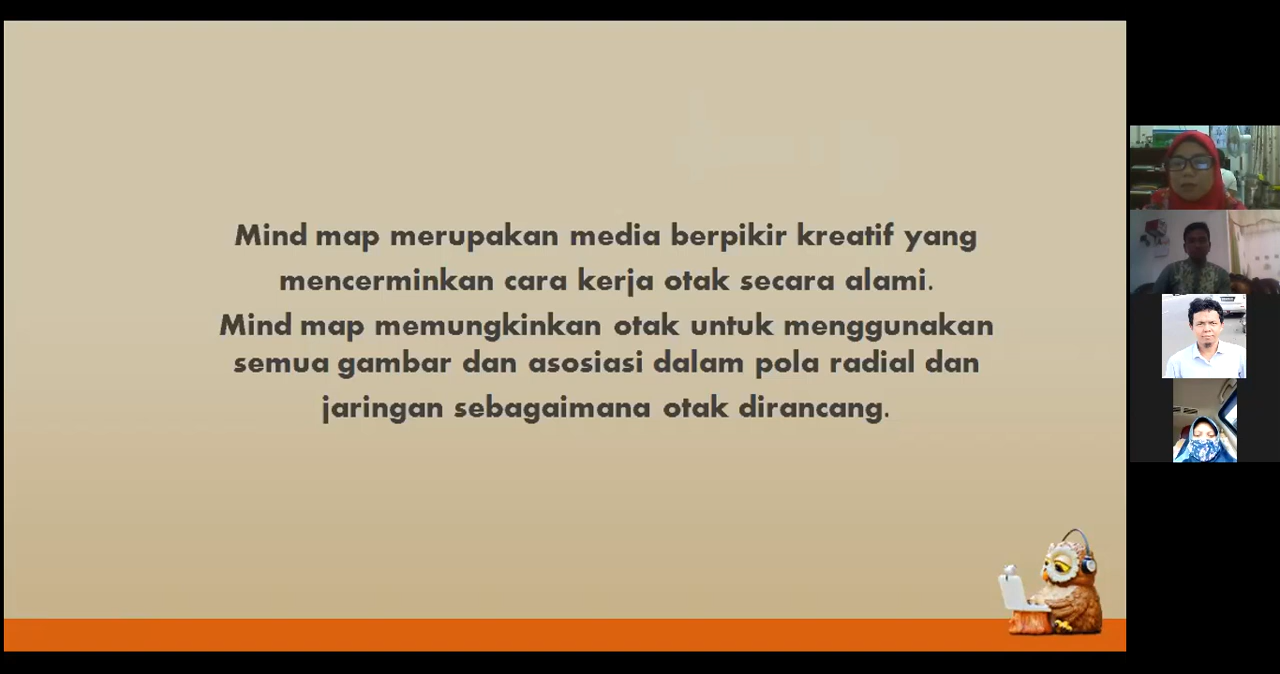 Mind map merupakan media berpikir kreatif yang
mencerminkan cara kerja otak secara alami.
Mind map memungkinkan otak untuk menggunakan
semua gambar dan asosiasi dalam pola radial dan
jaringan sebagaimana otak dirancang.